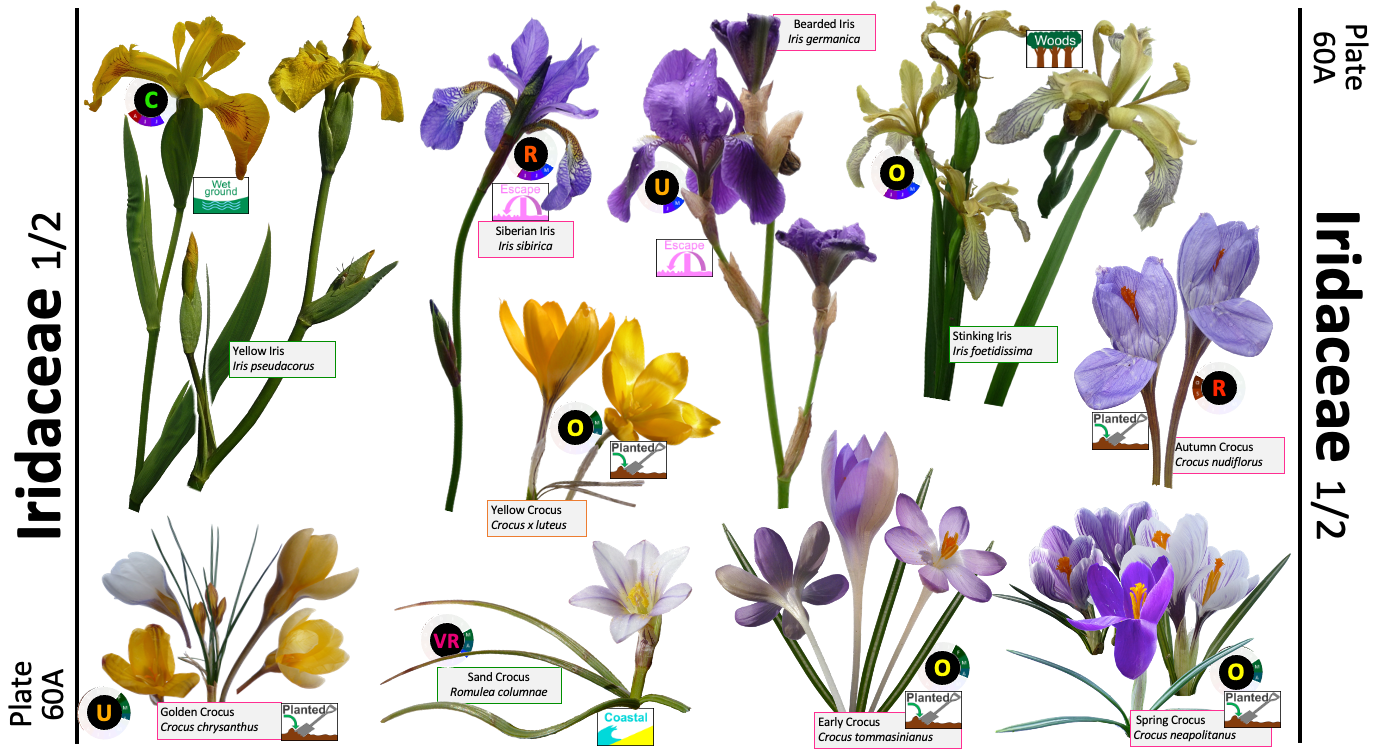 Iridaceae 1/2
Plate
60A
C
Wet
ground
Yellow Iris
Iris pseudacorus
R
Escape
Siberian Iris
Iris sibirica
Bearded Iris
Iris germanica
U
Escape
Woods
O
Stinking Iris
Iris foetidissima
Plate
60A
Iridaceae 1/2
R
Planted
Autumn Crocus
Crocus nudiflorus
O
Planted
Yellow Crocus
Crocus x luteus
U
Golden Crocus
Crocus chrysanthus
Planted
VR
Sand Crocus
Romulea columnae
Coastal
O
Planted
Early Crocus
Crocus tommasinianus
O
Planted
Spring Crocus
Crocus neapolitanus